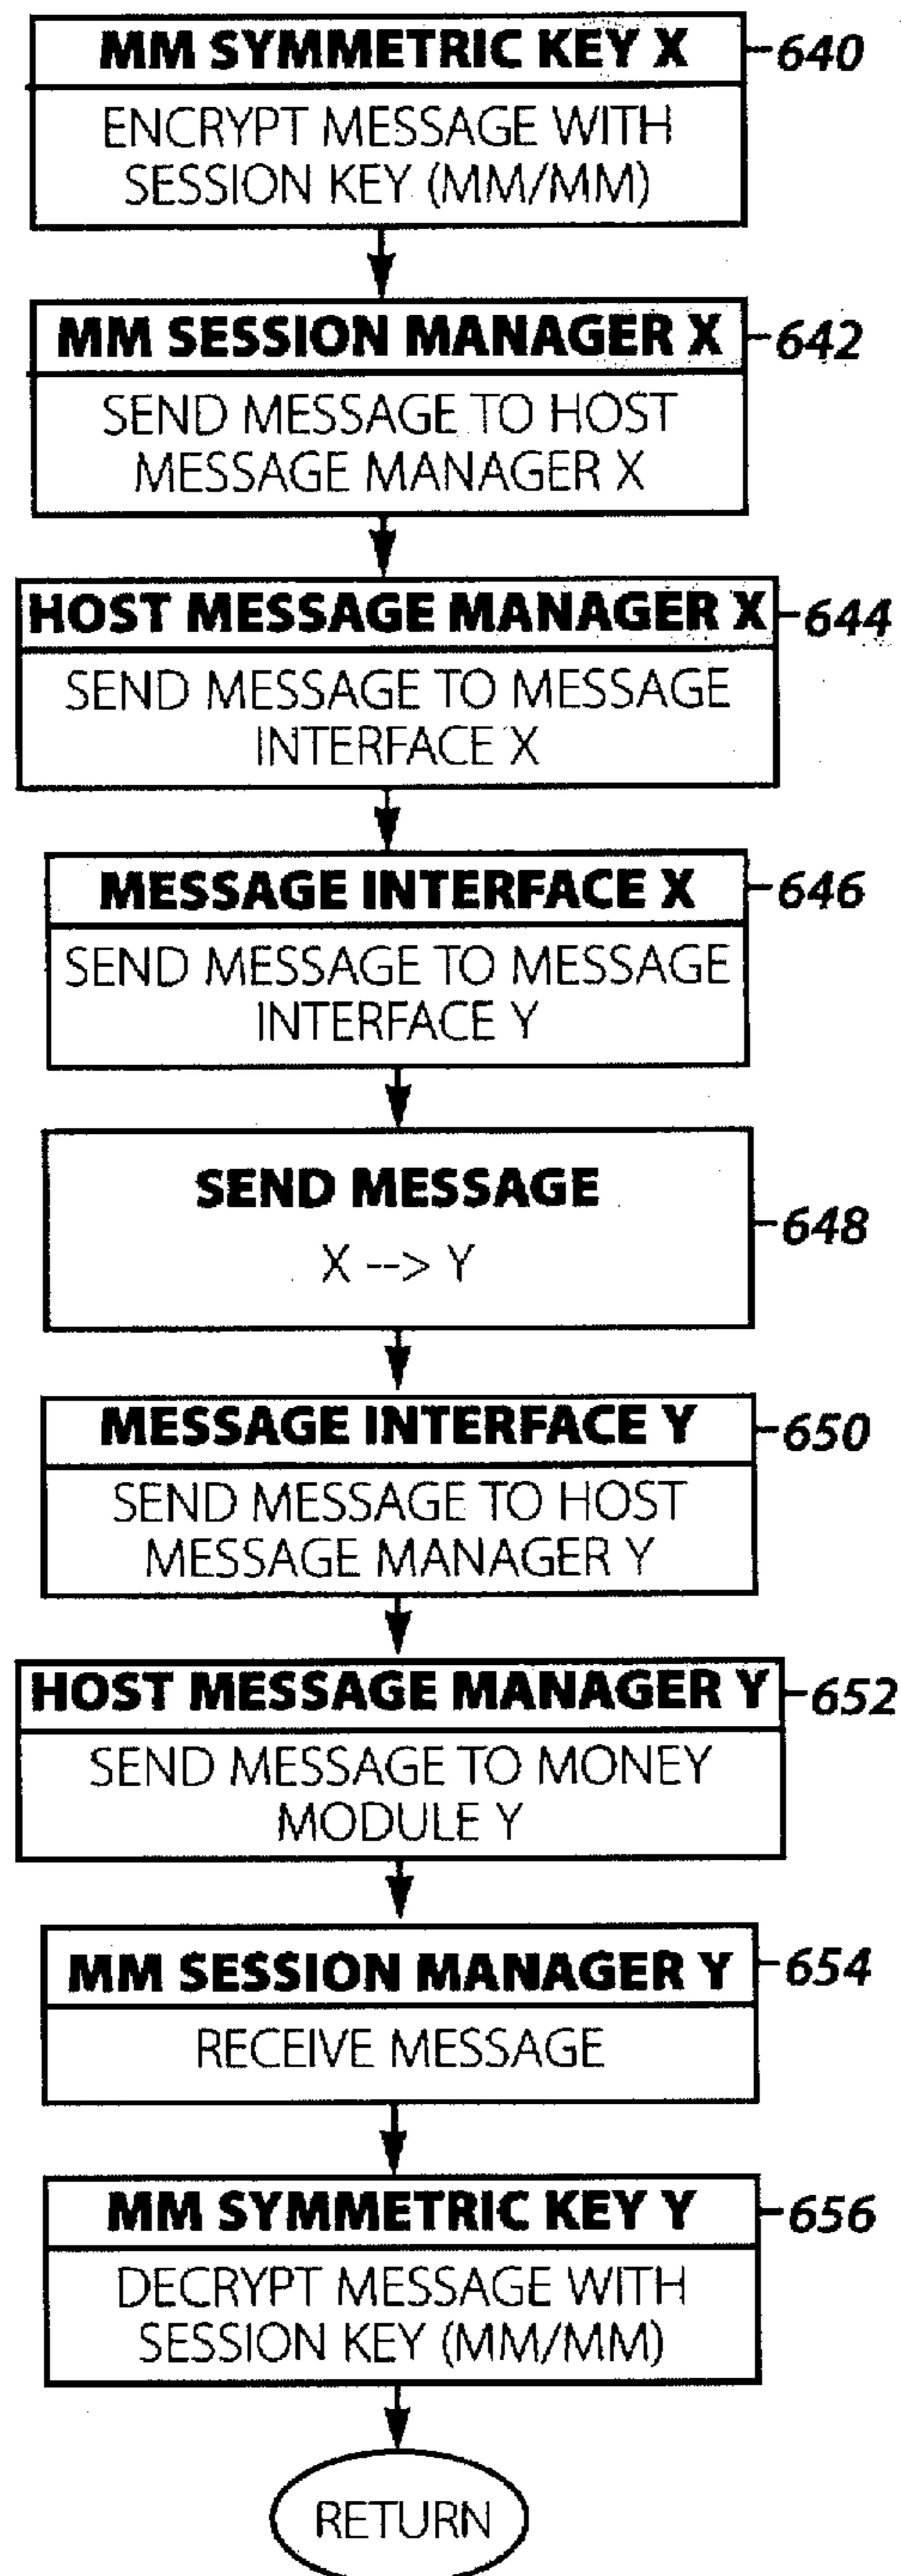 MM SYMMETRIC KEY X
640
ENCRYPT MESSAGE WITH
SESSION KEY (MM/MM)
MM SESSION MANAGER X
642
SEND MESSAGE TO HOST
MESSAGE MANAGER X
HOST MESSAGE MANAGER X
644
SEND MESSAGE TO MESSAGE
INTERFACE X
MESSAGE INTERFACE X
646
SEND MESSAGE TO MESSAGE
INTERFACE Y
SEND MESSAGE
648
X --> Y
MESSAGE INTERFACE Y
650
SEND MESSAGE TO HOST
MESSAGE MANAGER Y
HOST MESSAGE MANAGER Y
652
SEND MESSAGE TO MONEY
MODULE Y
MM SESSION MANAGER Y
654
RECEIVE MESSAGE
MM SYMMETRIC KEY Y
656
DECRYPT MESSAGE WITH
SESSION KEY (MM/MM)
RETURN